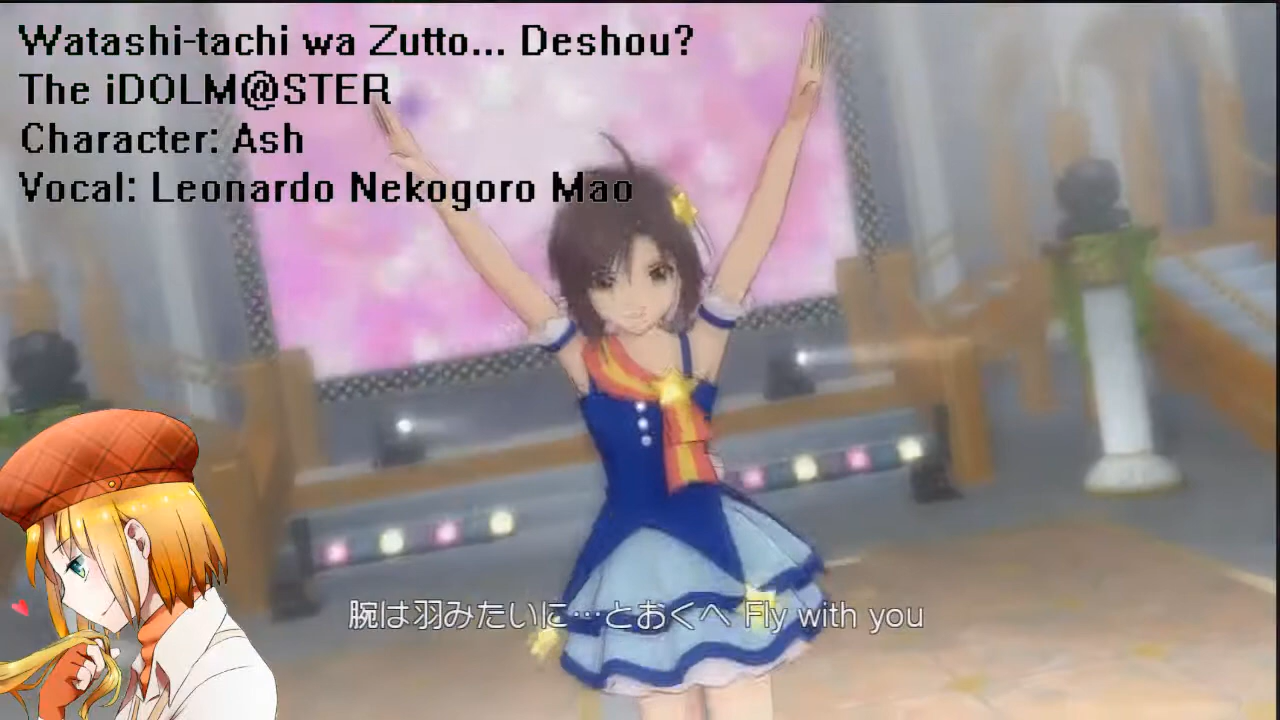 Watashi-tachi wa Zutto... Deshou?
The iDOLM@STER
Character: Ash
Vocal: Leonardo Nekogoro Mao
腕は羽みたいに…とおくへ Fly with you